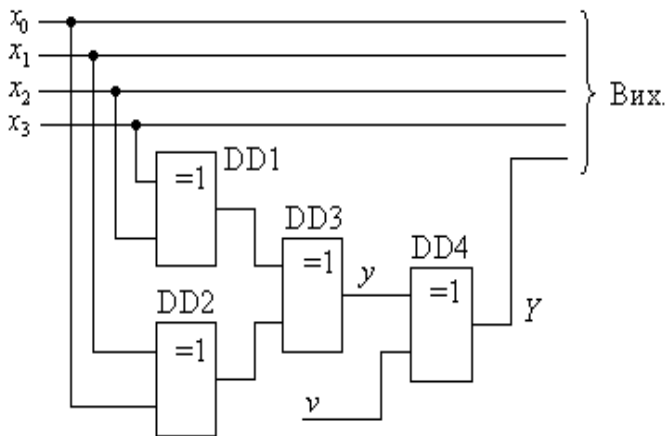 x0
x1
x2
x3
Вих.
=1
DD1
DD3
=1
y
DD4
=1
Y
DD2
=1
v